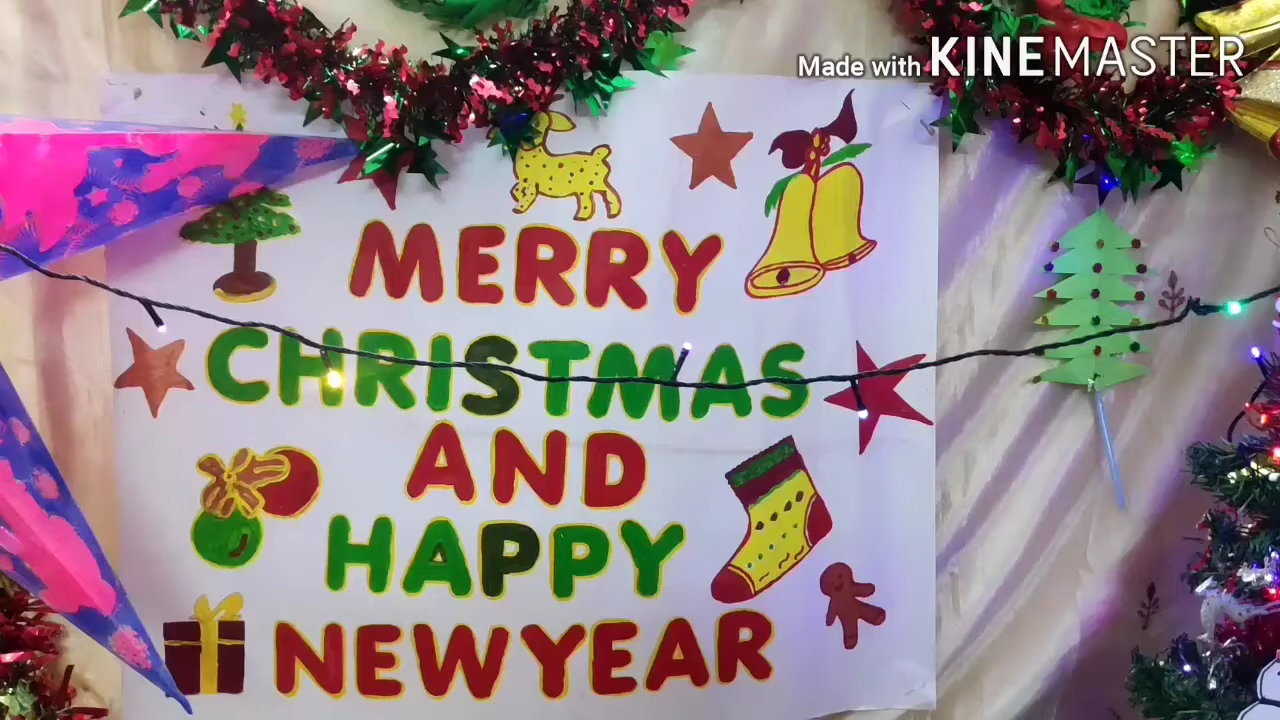 Made with KINEMASTER
MERRY
CHRISTMAS
AND
HAPPY
NEWYEAR